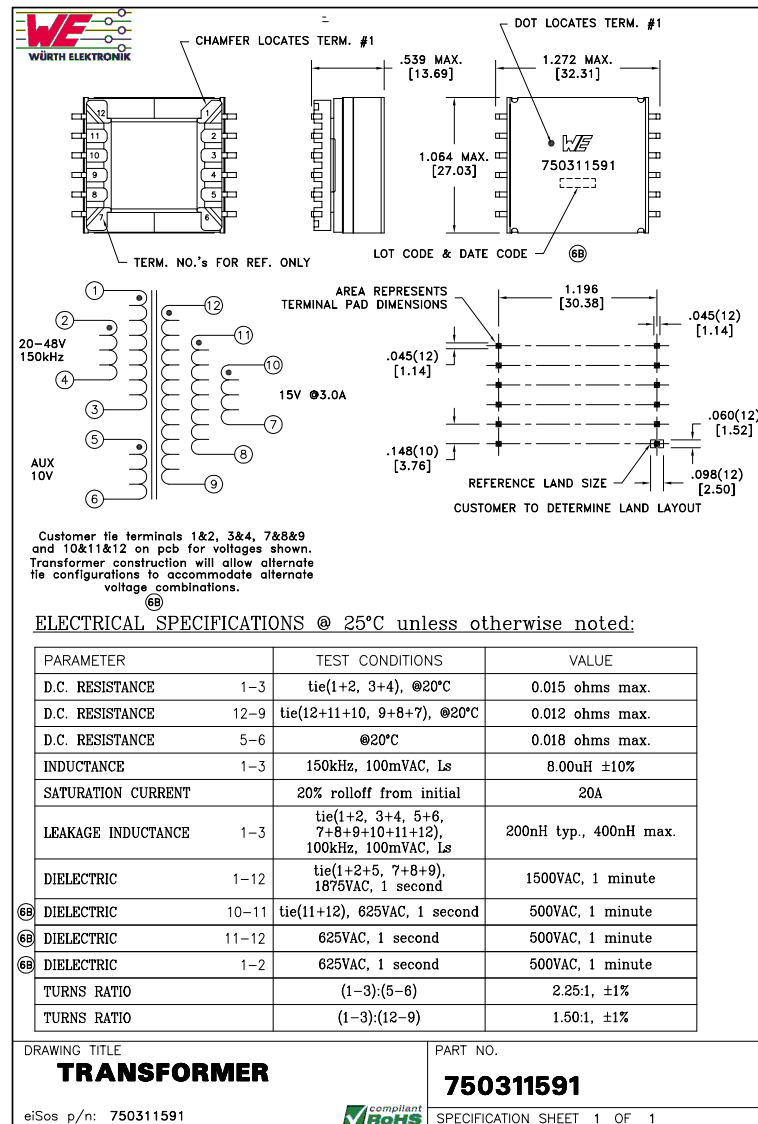 WE
WÜRTH ELEKTRONIK
CHAMFER LOCATES TERM. #1
DOT LOCATES TERM. #1
.539 MAX.
[13.69]
1.272 MAX.
[32.31]
12
11
10
9
8
7
1
2
3
4
5
6
1.064 MAX.
[27.03]
WE
750311591
TERM. NO.'s FOR REF. ONLY
LOT CODE & DATE CODE
6B
1
2
20-48V
150kHz
4
3
5
AUX
10V
6
12
11
10
15V @3.0A
7
8
9
AREA REPRESENTS
TERMINAL PAD DIMENSIONS
1.196
[30.38]
.045(12)
[1.14]
.045(12)
[1.14]
.060(12)
[1.52]
.148(10)
[3.76]
.098(12)
[2.50]
REFERENCE LAND SIZE
CUSTOMER TO DETERMINE LAND LAYOUT
Customer tie terminals 1&2, 3&4, 7&8&9
and 10&11&12 on pcb for voltages shown.
Transformer construction will allow alternate
tie configurations to accommodate alternate
voltage combinations.
6B
ELECTRICAL SPECIFICATIONS @ 25°C unless otherwise noted:
PARAMETER TEST CONDITIONS VALUE
D.C. RESISTANCE 1-3 tie(1+2, 3+4), @20°C 0.015 ohms max.
D.C. RESISTANCE 12-9 tie(12+11+10, 9+8+7), @20°C 0.012 ohms max.
D.C. RESISTANCE 5-6 @20°C 0.018 ohms max.
INDUCTANCE 1-3 150kHz, 100mVAC, Ls 8.00uH ±10%
SATURATION CURRENT 20% rolloff from initial 20A
LEAKAGE INDUCTANCE 1-3 tie(1+2, 3+4, 5+6,
7+8+9+10+11+12),
100kHz, 100mVAC, Ls 200nH typ., 400nH max.
DIELECTRIC 1-12 tie(1+2+5, 7+8+9),
1875VAC, 1 second 1500VAC, 1 minute
6B DIELECTRIC 10-11 tie(11+12), 625VAC, 1 second 500VAC, 1 minute
6B DIELECTRIC 11-12 625VAC, 1 second 500VAC, 1 minute
6B DIELECTRIC 1-2 625VAC, 1 second 500VAC, 1 minute
TURNS RATIO (1-3):(5-6) 2.25:1, ±1%
TURNS RATIO (1-3):(12-9) 1.50:1, ±1%
DRAWING TITLE
TRANSFORMER
PART NO.
750311591
eiSos p/n: 750311591
compliant
RoHS
SPECIFICATION SHEET 1 OF 1